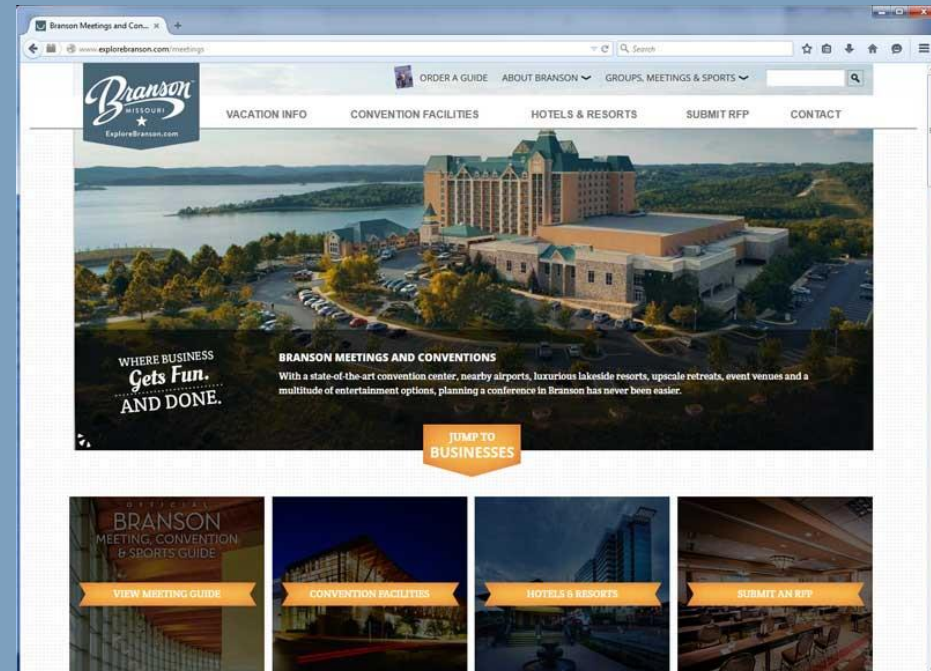 Branson Meetings and Con...
www.explorebranson.com/meetings
Search
ORDER A GUIDE ABOUT BRANSON GROUPS, MEETINGS & SPORTS
Branson
MISSOURI
ExploreBranson.com
VACATION INFO CONVENTION FACILITIES HOTELS & RESORTS SUBMIT RFP CONTACT
WHERE BUSINESS
Gets Fun.
AND DONE.
BRANSON MEETINGS AND CONVENTIONS
With a state-of-the-art convention center, nearby airports, luxurious lakeside resorts, upscale retreats, event venues and a
multitude of entertainment options, planning a conference in Branson has never been easier.
JUMP TO
BUSINESSES
OFFICIAL
BRANSON
MEETING, CONVENTION
& SPORTS GUIDE
VIEW MEETING GUIDE CONVENTION FACILITIES HOTELS & RESORTS SUBMIT AN RFP